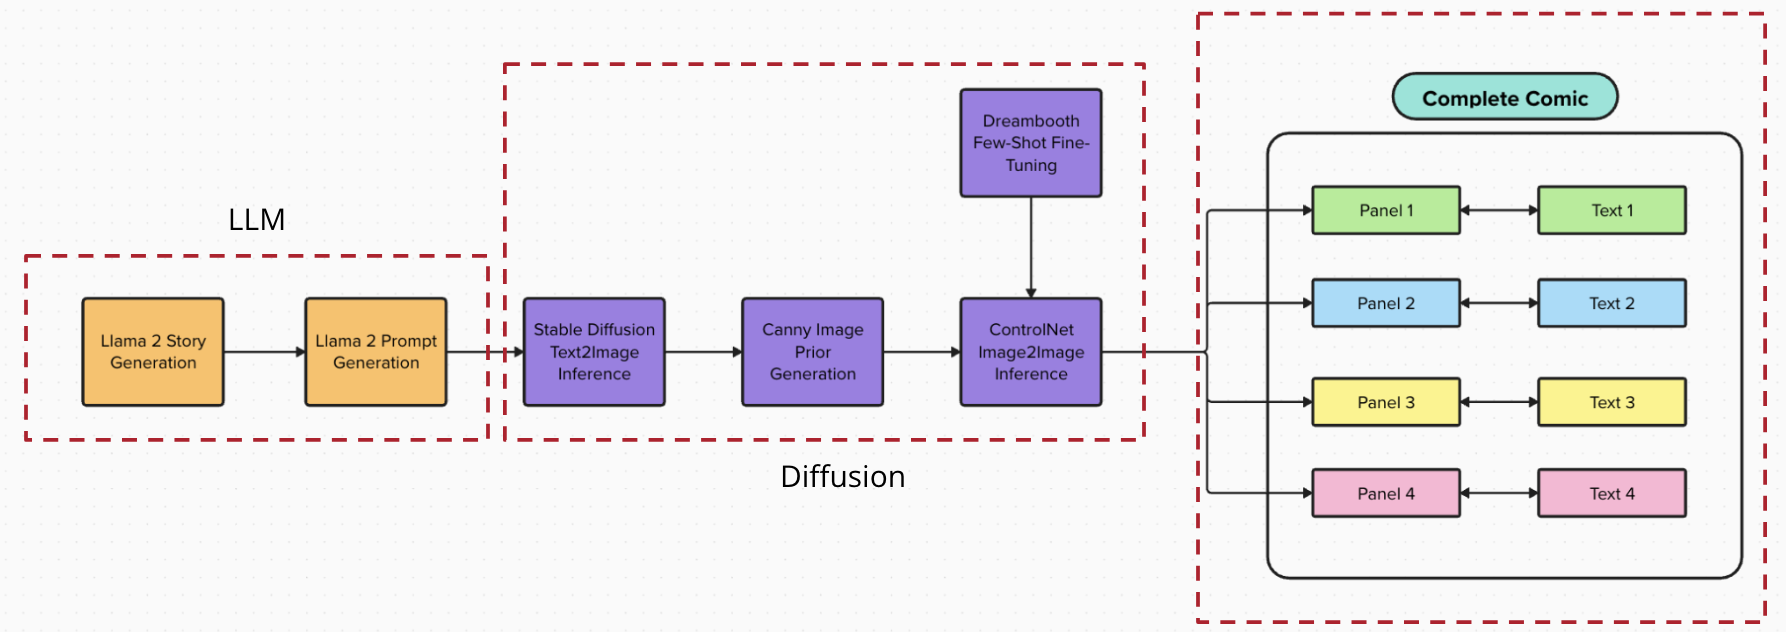 LLM
Llama 2 Story
Generation
Llama 2 Prompt
Generation
Dreambooth
Few-Shot Fine-
Tuning
Stable Diffusion
Text2Image
Inference
Canny Image
Prior
Generation
ControlNet
Image2Image
Inference
Diffusion
Complete Comic
Panel 1
Text 1
Panel 2
Text 2
Panel 3
Text 3
Panel 4
Text 4